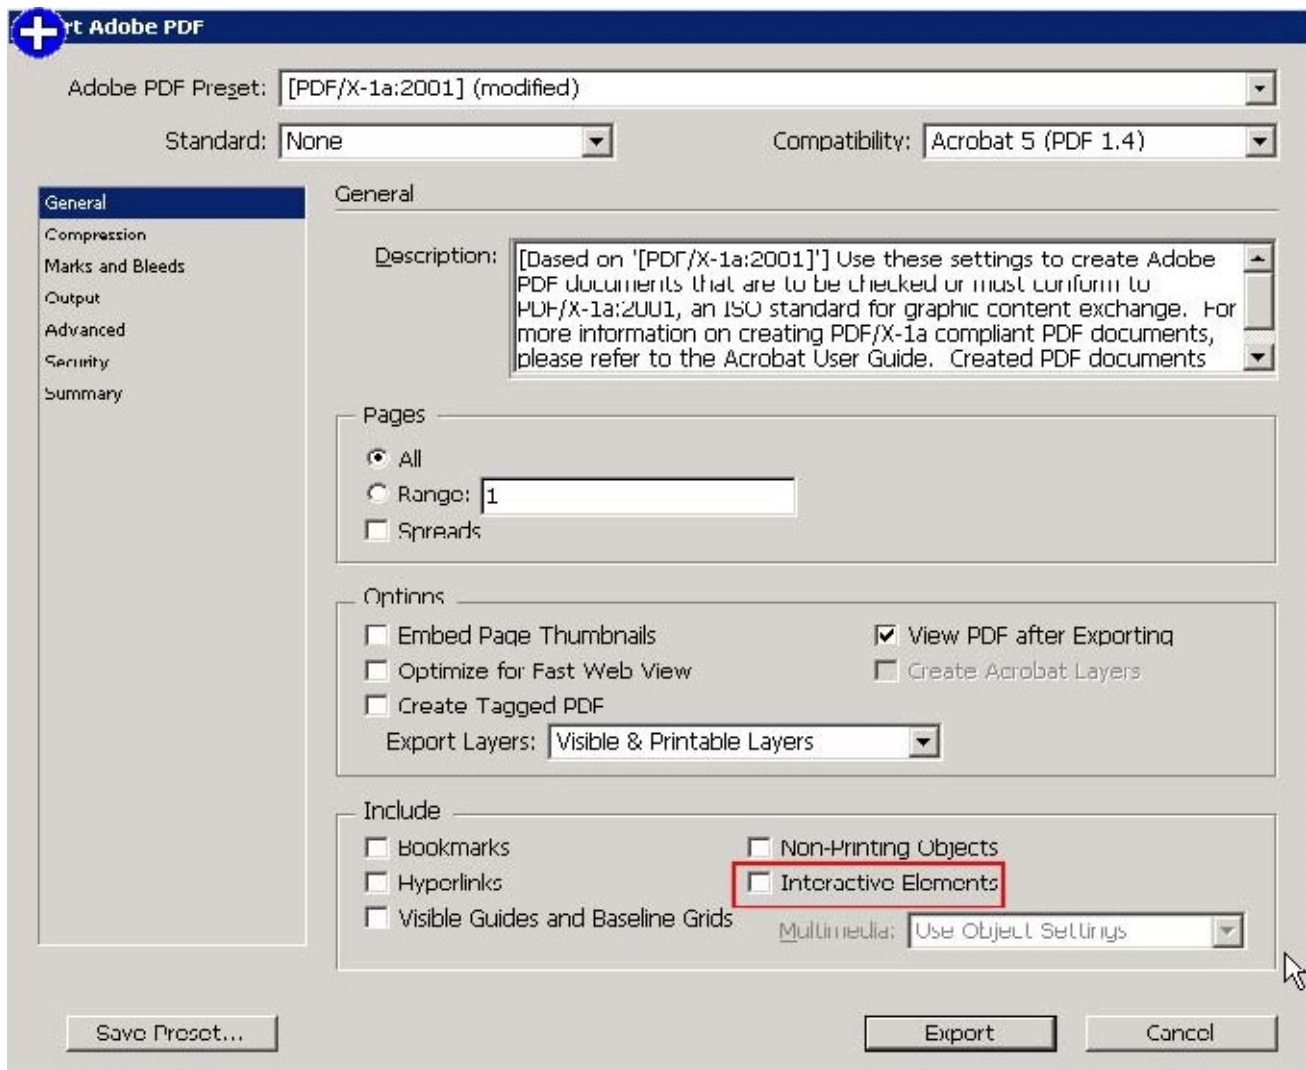 rt Adobe PDF
Adobe PDF Preset: [PDF/X-1a:2001] (modified)
Standard: None Compatibility: Acrobat 5 (PDF 1.4)
General
Compression
Marks and Bleeds
Output
Advanced
Security
Summary
General
Description: [Based on '[PDF/X-1a:2001]'] Use these settings to create Adobe
PDF documents that are to be checked or must conform to
PDF/X-1a:2001, an ISO standard for graphic content exchange. For
more information on creating PDF/X-1a compliant PDF documents,
please refer to the Acrobat User Guide. Created PDF documents
Pages
All
Range: 1
Spreads
Options
Embed Page Thumbnails View PDF after Exporting
Optimize for Fast Web View Create Acrobat Layers
Create Tagged PDF
Export Layers: Visible & Printable Layers
Include
Bookmarks Non-Printing Objects
Hyperlinks Interactive Elements
Visible Guides and Baseline Grids Multimedia: Use Object Settings
Save Preset... Export Cancel